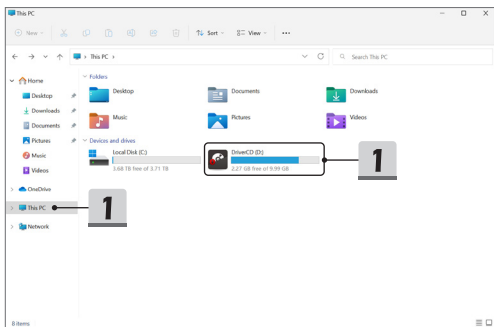 This PC
New
Sort
View
This PC
Search This PC
Home
Desktop
Downloads
Documents
Pictures
Music
Videos
OneDrive
This PC
Network
Folders
Desktop
Documents
Downloads
Music
Pictures
Videos
Devices and drives
Local Disk (C:)
3.68 TB free of 3.71 TB
DriverCD (D:)
2.27 GB free of 9.99 GB
1
1
8 items